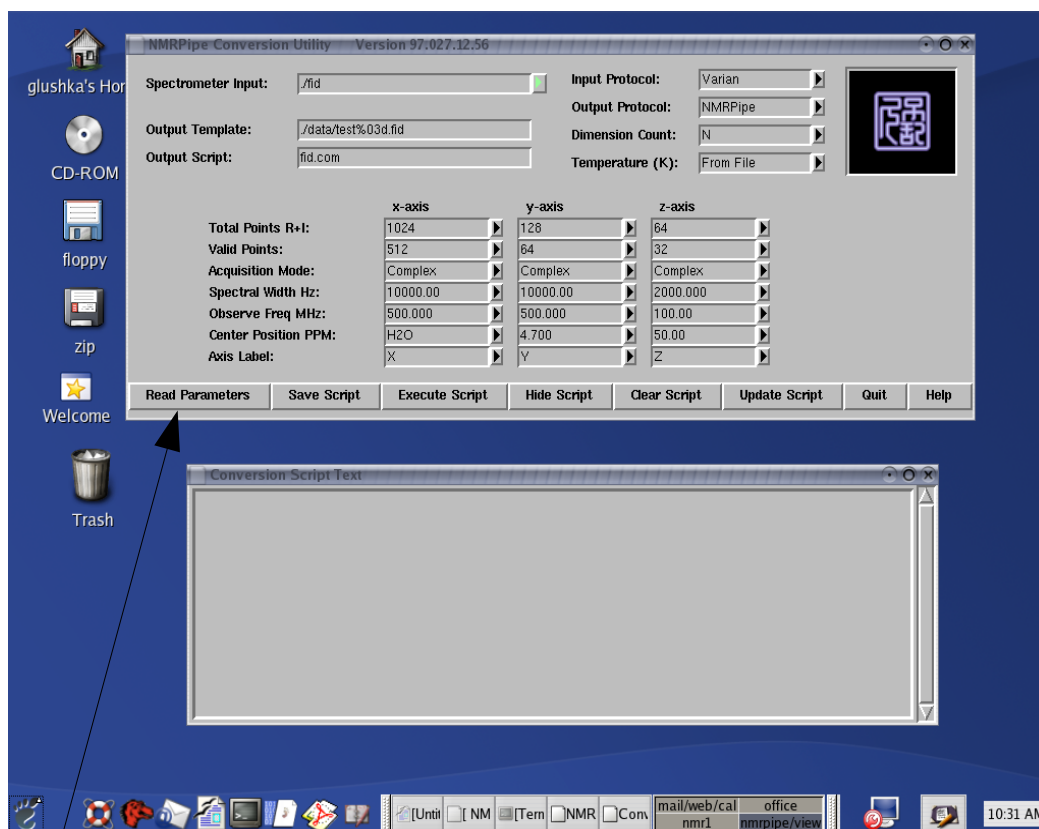 NMRPipe Conversion Utility Version 97.027.12.56
glushka's Hor
CD-ROM
floppy
zip
Welcome
Trash
Spectrometer Input: ./fid
Output Template: ./data/test%03d.fid
Output Script: fid.com
Input Protocol: Varian
Output Protocol: NMRPipe
Dimension Count: N
Temperature (K): From File
x-axis y-axis z-axis
Total Points R+I: 1024 128 64
Valid Points: 512 64 32
Acquisition Mode: Complex Complex Complex
Spectral Width Hz: 10000.00 10000.00 2000.000
Observe Freq MHz: 500.000 500.000 100.00
Center Position PPM: H2O 4.700 50.00
Axis Label: X Y Z
Read Parameters Save Script Execute Script Hide Script Clear Script Update Script Quit Help
Conversion Script Text
[Untit [ NM [Tern NMR Conv
mail/web/cal office
nmr1 nmrpipe/view
10:31 AM